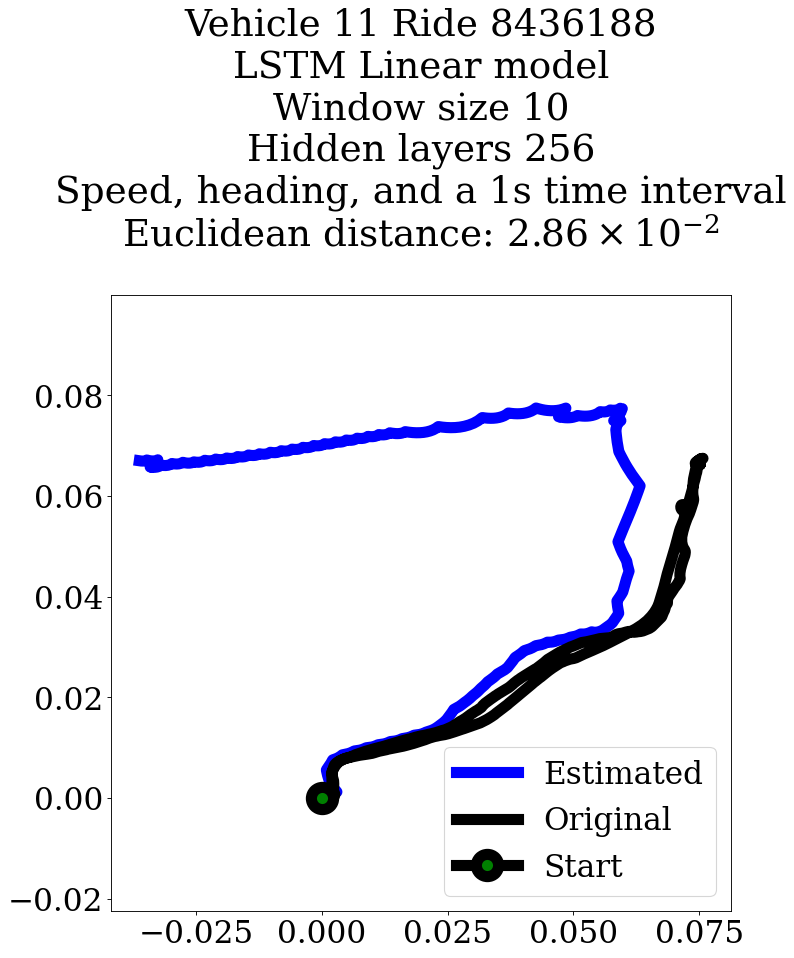 Vehicle 11 Ride 8436188
LSTM Linear model
Window size 10
Hidden layers 256
Speed, heading, and a 1s time interval
Euclidean distance: 2.86 × 10⁻²
0.08
0.06
0.04
0.02
0.00
−0.02
−0.025 0.000 0.025 0.050 0.075
Estimated
Original
Start